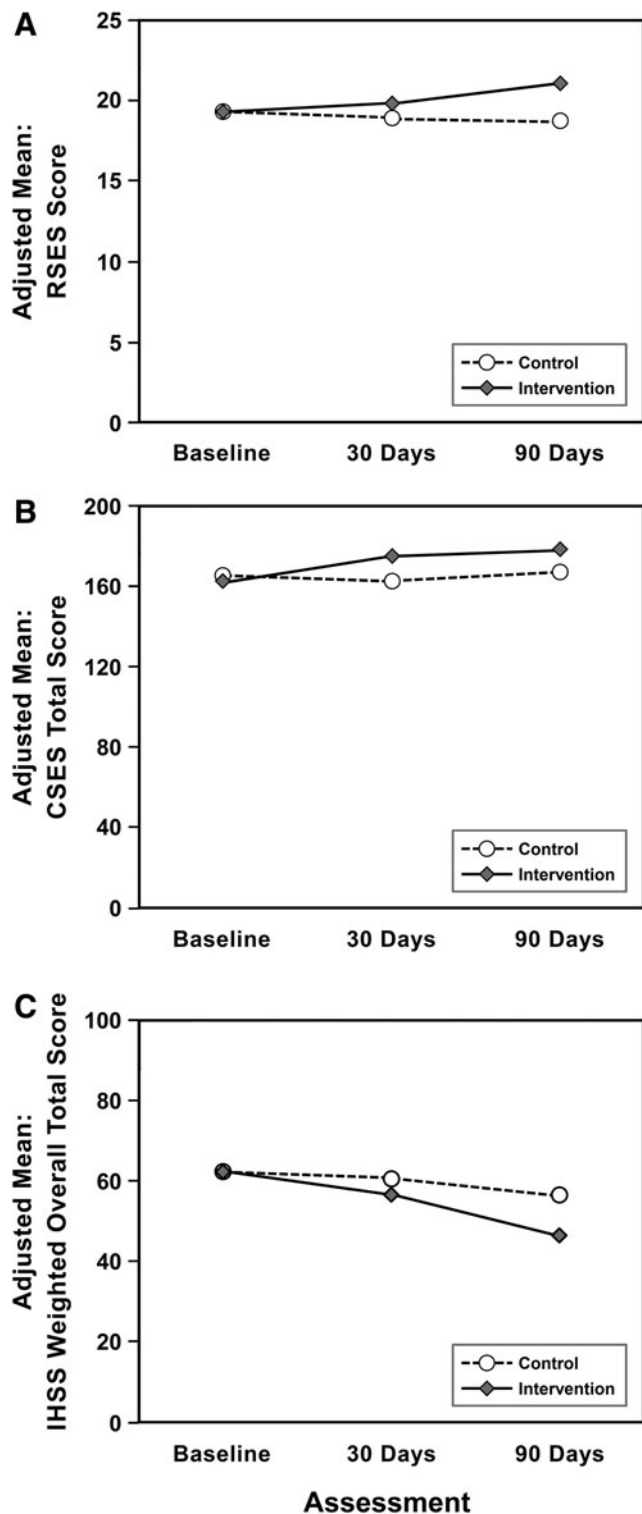 A
Adjusted Mean:
RSES Score
25
20
15
10
5
0
Control
Intervention
Baseline 30 Days 90 Days
B
Adjusted Mean:
CSES Total Score
200
160
120
80
40
0
Control
Intervention
Baseline 30 Days 90 Days
C
Adjusted Mean:
IHSS Weighted Overall Total Score
100
80
60
40
20
0
Control
Intervention
Baseline 30 Days 90 Days
Assessment